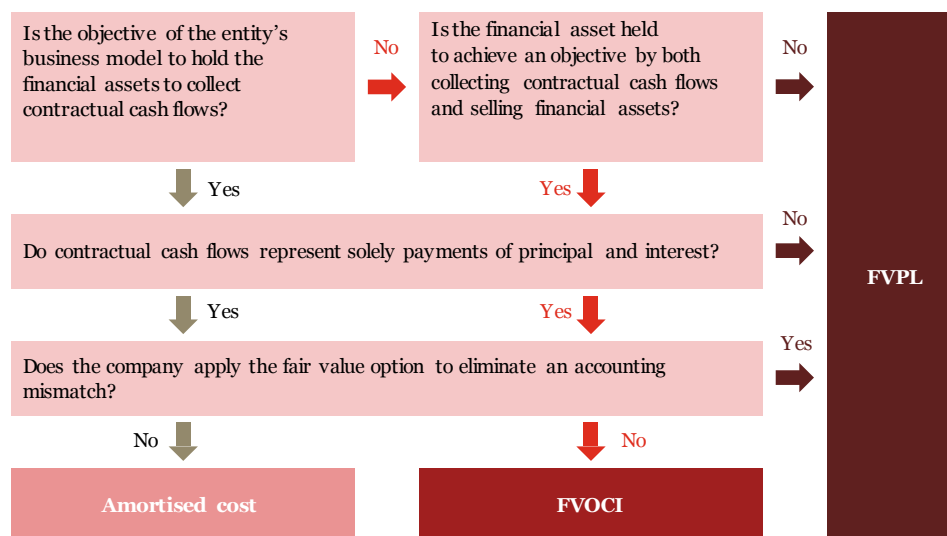 Is the objective of the entity’s
business model to hold the
financial assets to collect
contractual cash flows?
No
Is the financial asset held
to achieve an objective by both
collecting contractual cash flows
and selling financial assets?
No
Yes
Yes
Do contractual cash flows represent solely payments of principal and interest?
No
FVPL
Yes
Yes
Does the company apply the fair value option to eliminate an accounting
mismatch?
Yes
No
No
Amortised cost
FVOCI